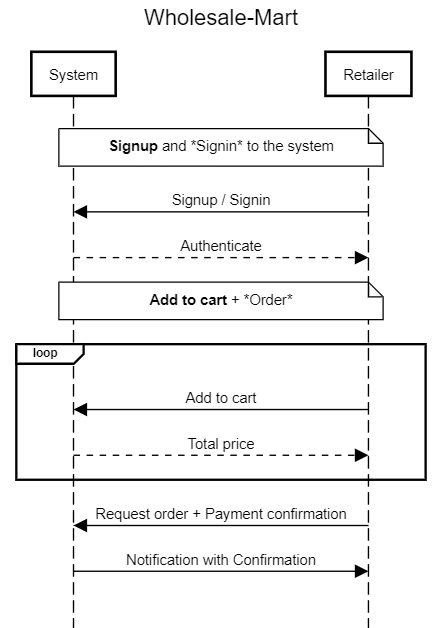 Wholesale-Mart
System
Retailer
Signup and *Signin* to the system
Signup / Signin
Authenticate
Add to cart + *Order*
loop
Add to cart
Total price
Request order + Payment confirmation
Notification with Confirmation